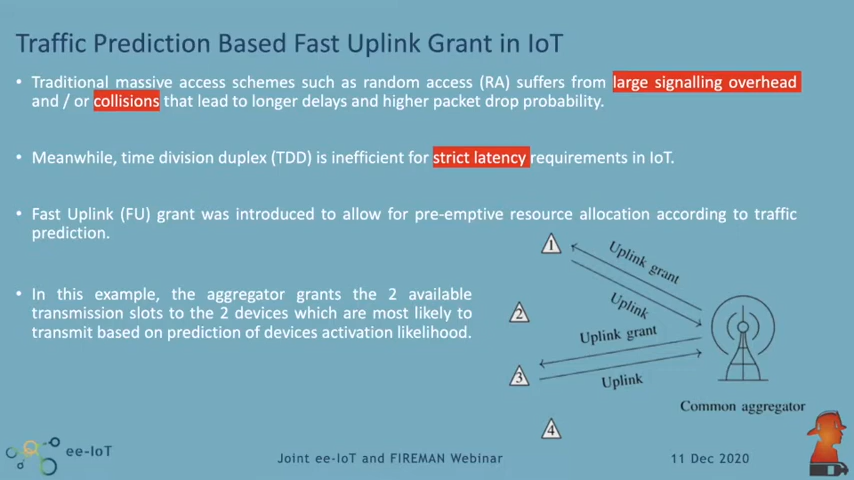 Traffic Prediction Based Fast Uplink Grant in IoT
• Traditional massive access schemes such as random access (RA) suffers from large signalling overhead
and / or collisions that lead to longer delays and higher packet drop probability.
• Meanwhile, time division duplex (TDD) is inefficient for strict latency requirements in IoT.
• Fast Uplink (FU) grant was introduced to allow for pre-emptive resource allocation according to traffic
prediction.
• In this example, the aggregator grants the 2 available
transmission slots to the 2 devices which are most likely to
transmit based on prediction of devices activation likelihood.
1
Uplink grant
Uplink
2
Uplink grant
3
Uplink
Common aggregator
4
ee-IoT
Joint ee-IoT and FIREMAN Webinar
11 Dec 2020